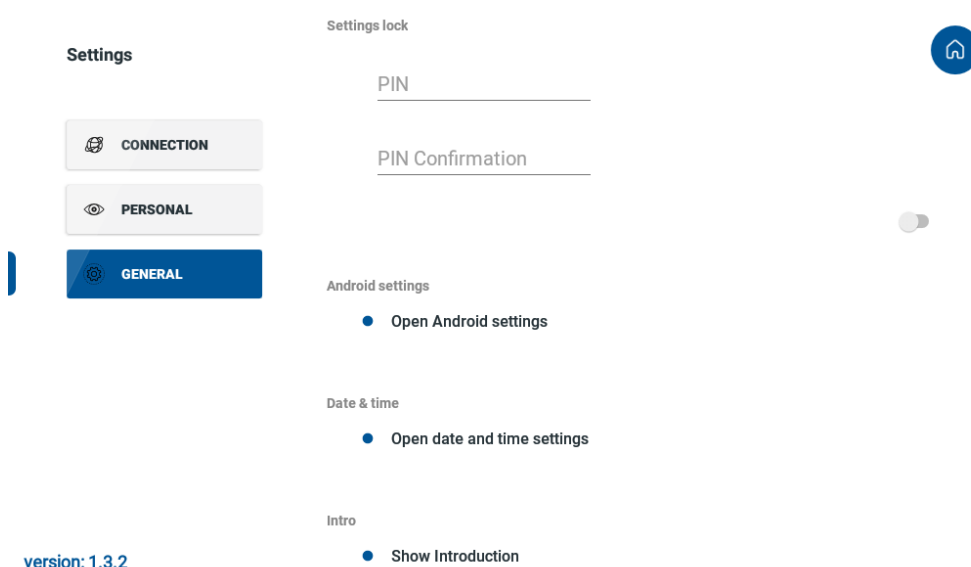 Settings
CONNECTION
PERSONAL
GENERAL
version: 1.3.2
Settings lock
PIN
PIN Confirmation
Android settings
Open Android settings
Date & time
Open date and time settings
Intro
Show Introduction